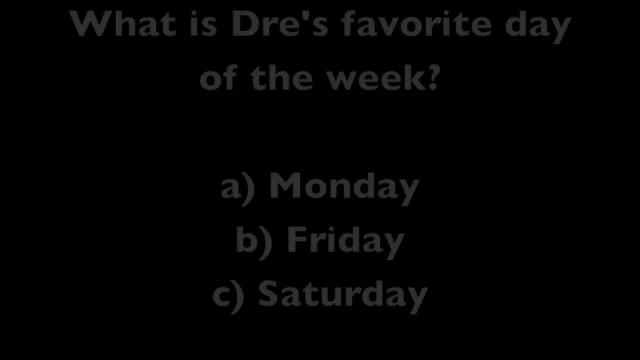 What is Dre's favorite day
of the week?
a) Monday
b) Friday
c) Saturday